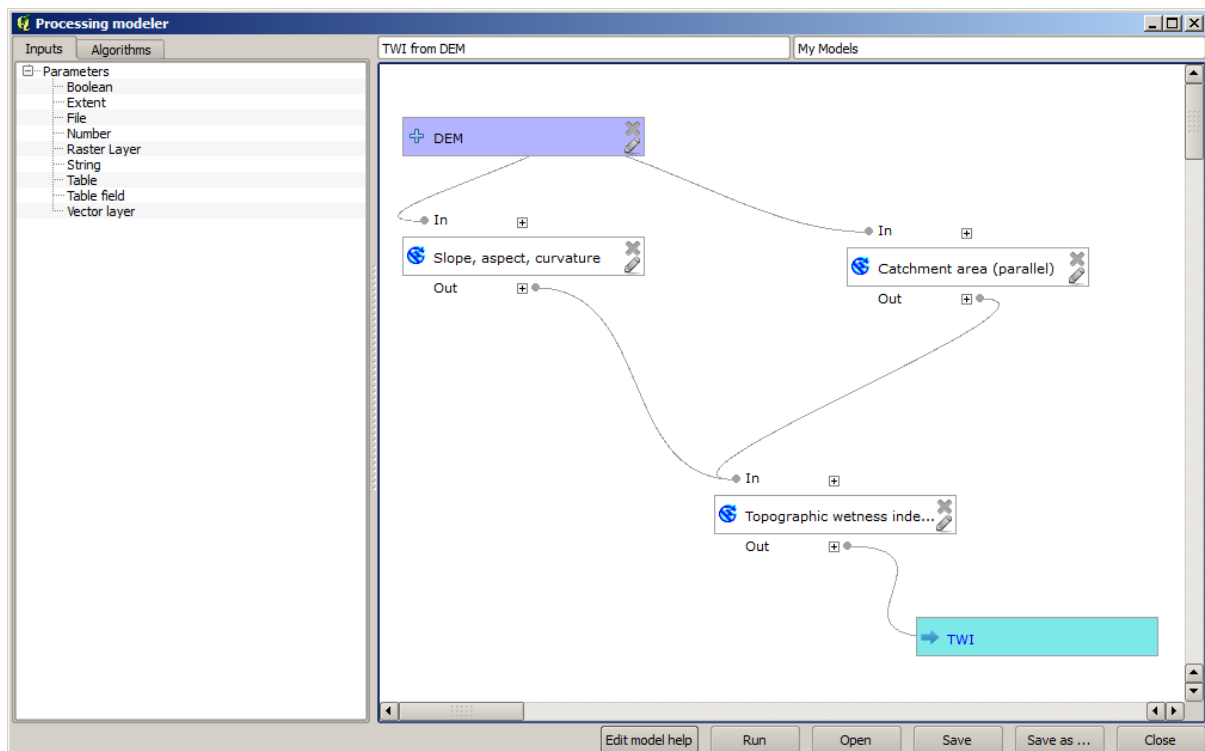 Processing modeler
Inputs
Algorithms
TWI from DEM
My Models
Parameters
Boolean
Extent
File
Number
Raster Layer
String
Table
Table field
Vector layer
DEM
In
Slope, aspect, curvature
Out
In
Catchment area (parallel)
Out
In
Topographic wetness inde...
Out
TWI
Edit model help
Run
Open
Save
Save as ...
Close